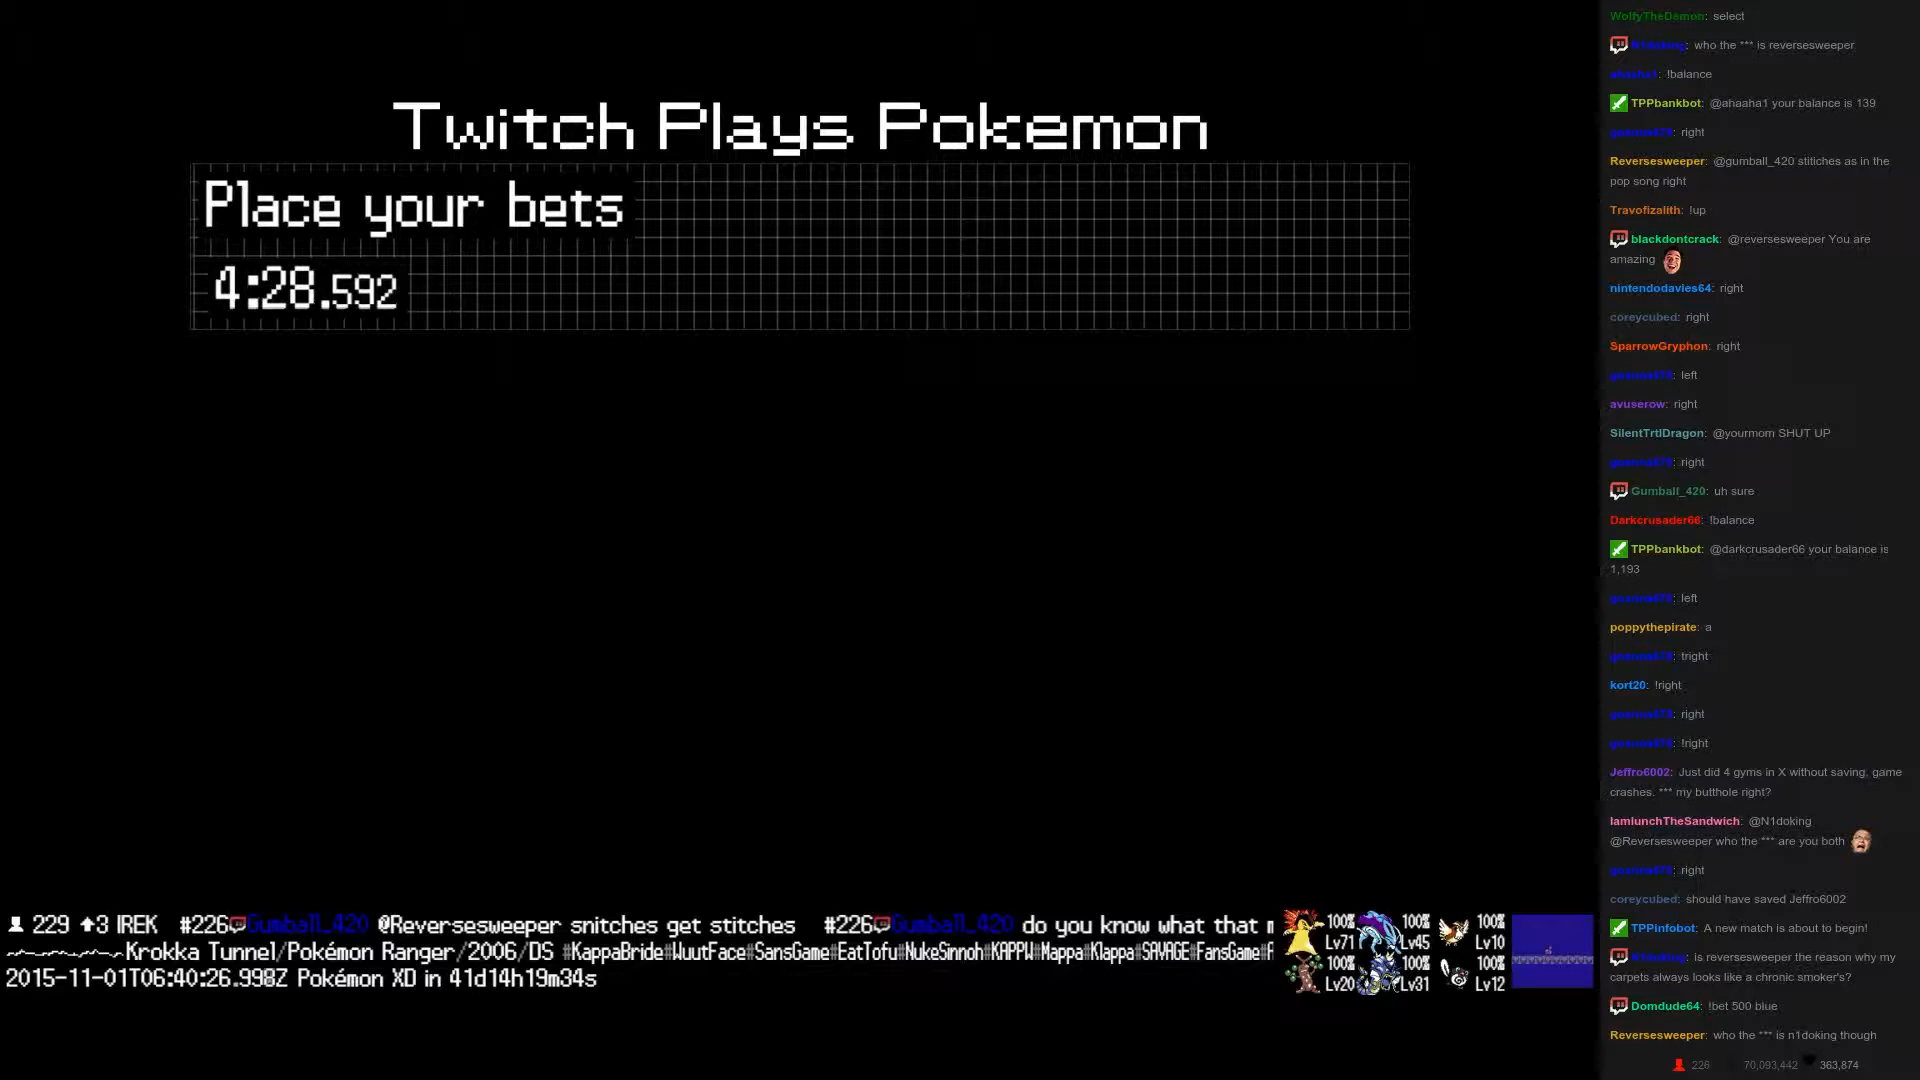 Twitch Plays Pokemon
Place your bets
4:28.592
229 3 IREK #226 Gumball_420 @Reversesweeper snitches get stitches #226 Gumball_420 do you know what that m
Krokka Tunnel/Pokémon Ranger/2006/DS #KappaBride#WuutFace#SansGame#EatTofu#NukeSinnoh#KAPPW#Mappa#Klappa#SAVAGE#FansGame#
2015-11-01T06:40:26.998Z Pokémon XD in 41d14h19m34s
100% 100% 100%
Lv71 Lv45 Lv10
100% 100% 100%
Lv20 Lv31 Lv12
WolfyTheDemon: select
N1doking: who the *** is reversesweeper
ahaaha1: !balance
TPPbankbot: @ahaaha1 your balance is 139
: right
Reversesweeper: @gumball_420 stitiches as in the
pop song right
Travofizalith: !up
blackdontcrack: @reversesweeper You are
amazing
nintendodavies64: right
coreycubed: right
SparrowGryphon: right
: left
avuserow: right
SilentTrtlDragon: @yourmom SHUT UP
: right
Gumball_420: uh sure
Darkcrusader66: !balance
TPPbankbot: @darkcrusader66 your balance is
1,193
: left
poppythepirate: a
: tright
kort20: !right
: right
: !right
Jeffro6002: Just did 4 gyms in X without saving, game
crashes. *** my butthole right?
IamlunchTheSandwich: @N1doking
@Reversesweeper who the *** are you both
: right
coreycubed: should have saved Jeffro6002
TPPinfobot: A new match is about to begin!
N1doking: is reversesweeper the reason why my
carpets always looks like a chronic smoker's?
Domdude64: !bet 500 blue
Reversesweeper: who the *** is n1doking though
226 70,093,442 363,874